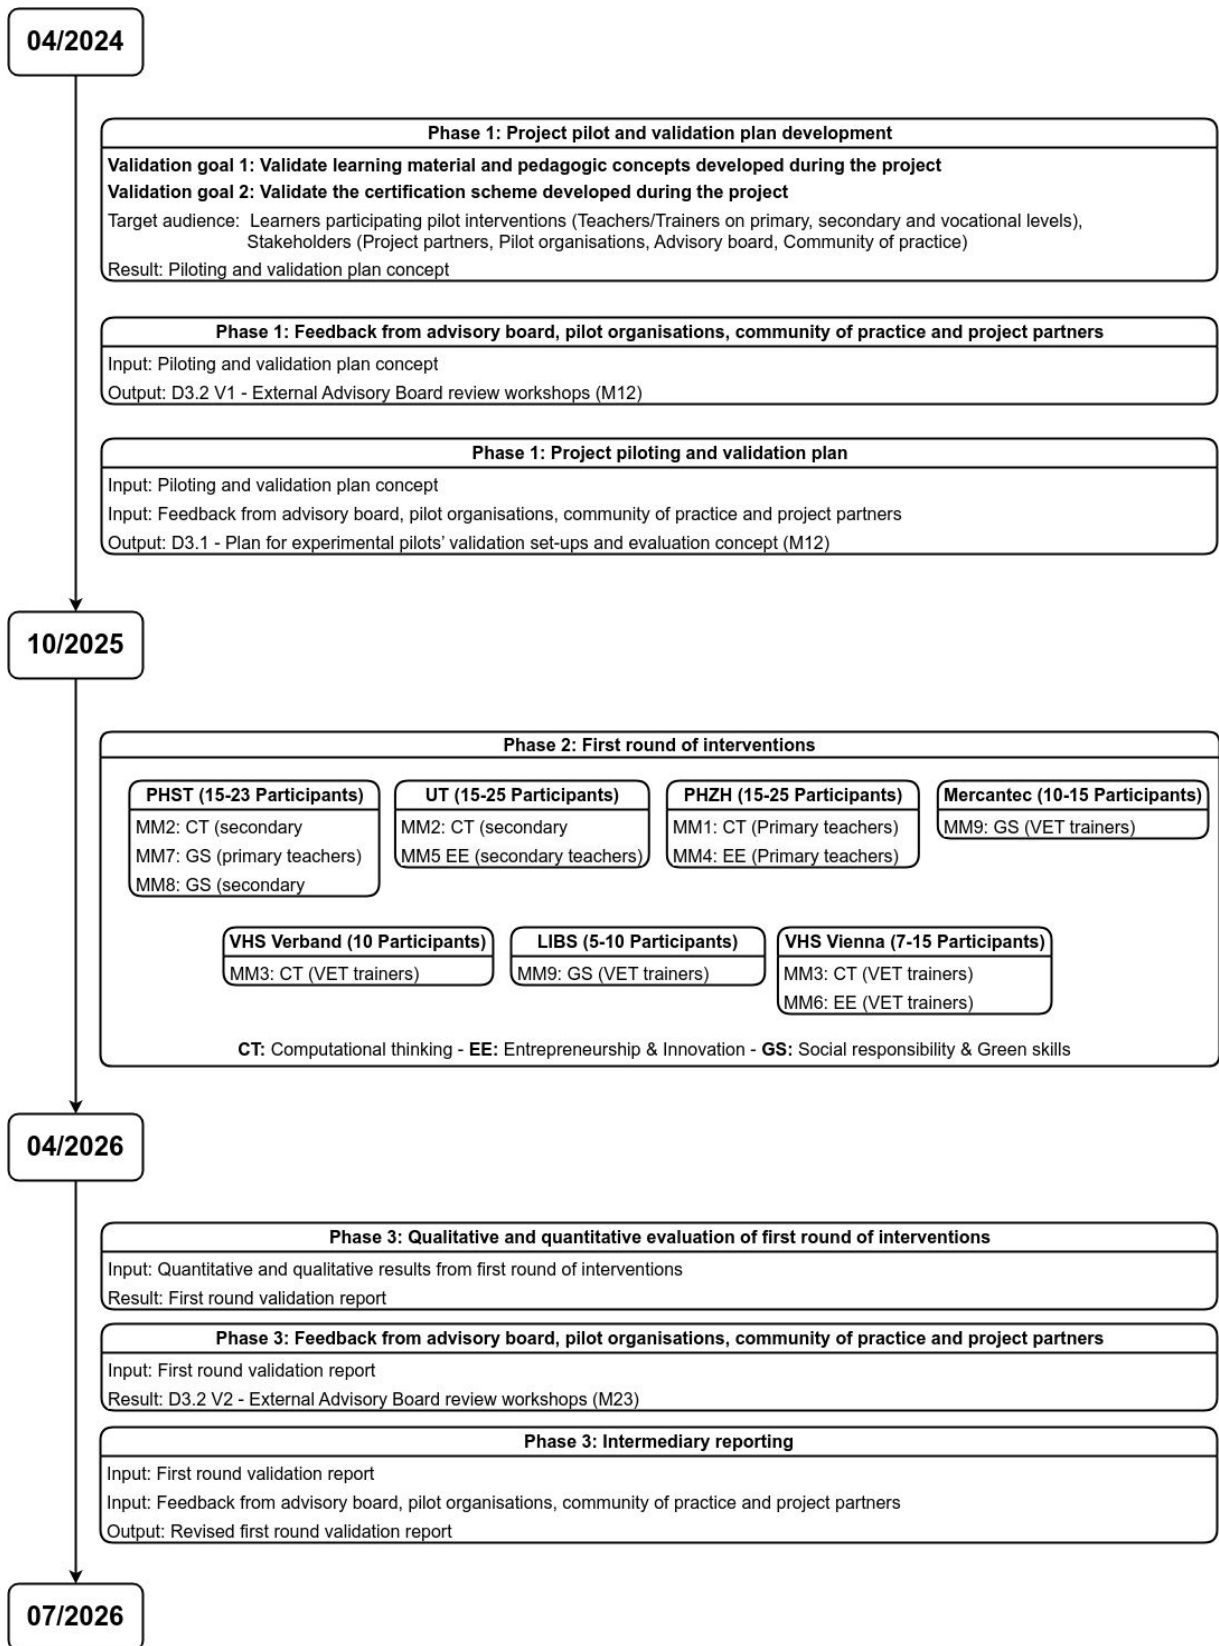 04/2024
Phase 1: Project pilot and validation plan development
Validation goal 1: Validate learning material and pedagogic concepts developed during the project
Validation goal 2: Validate the certification scheme developed during the project
Target audience: Learners participating pilot interventions (Teachers/Trainers on primary, secondary and vocational levels),
Stakeholders (Project partners, Pilot organisations, Advisory board, Community of practice)
Result: Piloting and validation plan concept
Phase 1: Feedback from advisory board, pilot organisations, community of practice and project partners
Input: Piloting and validation plan concept
Output: D3.2 V1 - External Advisory Board review workshops (M12)
Phase 1: Project piloting and validation plan
Input: Piloting and validation plan concept
Input: Feedback from advisory board, pilot organisations, community of practice and project partners
Output: D3.1 - Plan for experimental pilots’ validation set-ups and evaluation concept (M12)
10/2025
Phase 2: First round of interventions
PHST (15-23 Participants)
MM2: CT (secondary
MM7: GS (primary teachers)
MM8: GS (secondary
UT (15-25 Participants)
MM2: CT (secondary
MM5 EE (secondary teachers)
PHZH (15-25 Participants)
MM1: CT (Primary teachers)
MM4: EE (Primary teachers)
Mercantec (10-15 Participants)
MM9: GS (VET trainers)
VHS Verband (10 Participants)
MM3: CT (VET trainers)
LIBS (5-10 Participants)
MM9: GS (VET trainers)
VHS Vienna (7-15 Participants)
MM3: CT (VET trainers)
MM6: EE (VET trainers)
CT: Computational thinking - EE: Entrepreneurship & Innovation - GS: Social responsibility & Green skills
04/2026
Phase 3: Qualitative and quantitative evaluation of first round of interventions
Input: Quantitative and qualitative results from first round of interventions
Result: First round validation report
Phase 3: Feedback from advisory board, pilot organisations, community of practice and project partners
Input: First round validation report
Result: D3.2 V2 - External Advisory Board review workshops (M23)
Phase 3: Intermediary reporting
Input: First round validation report
Input: Feedback from advisory board, pilot organisations, community of practice and project partners
Output: Revised first round validation report
07/2026